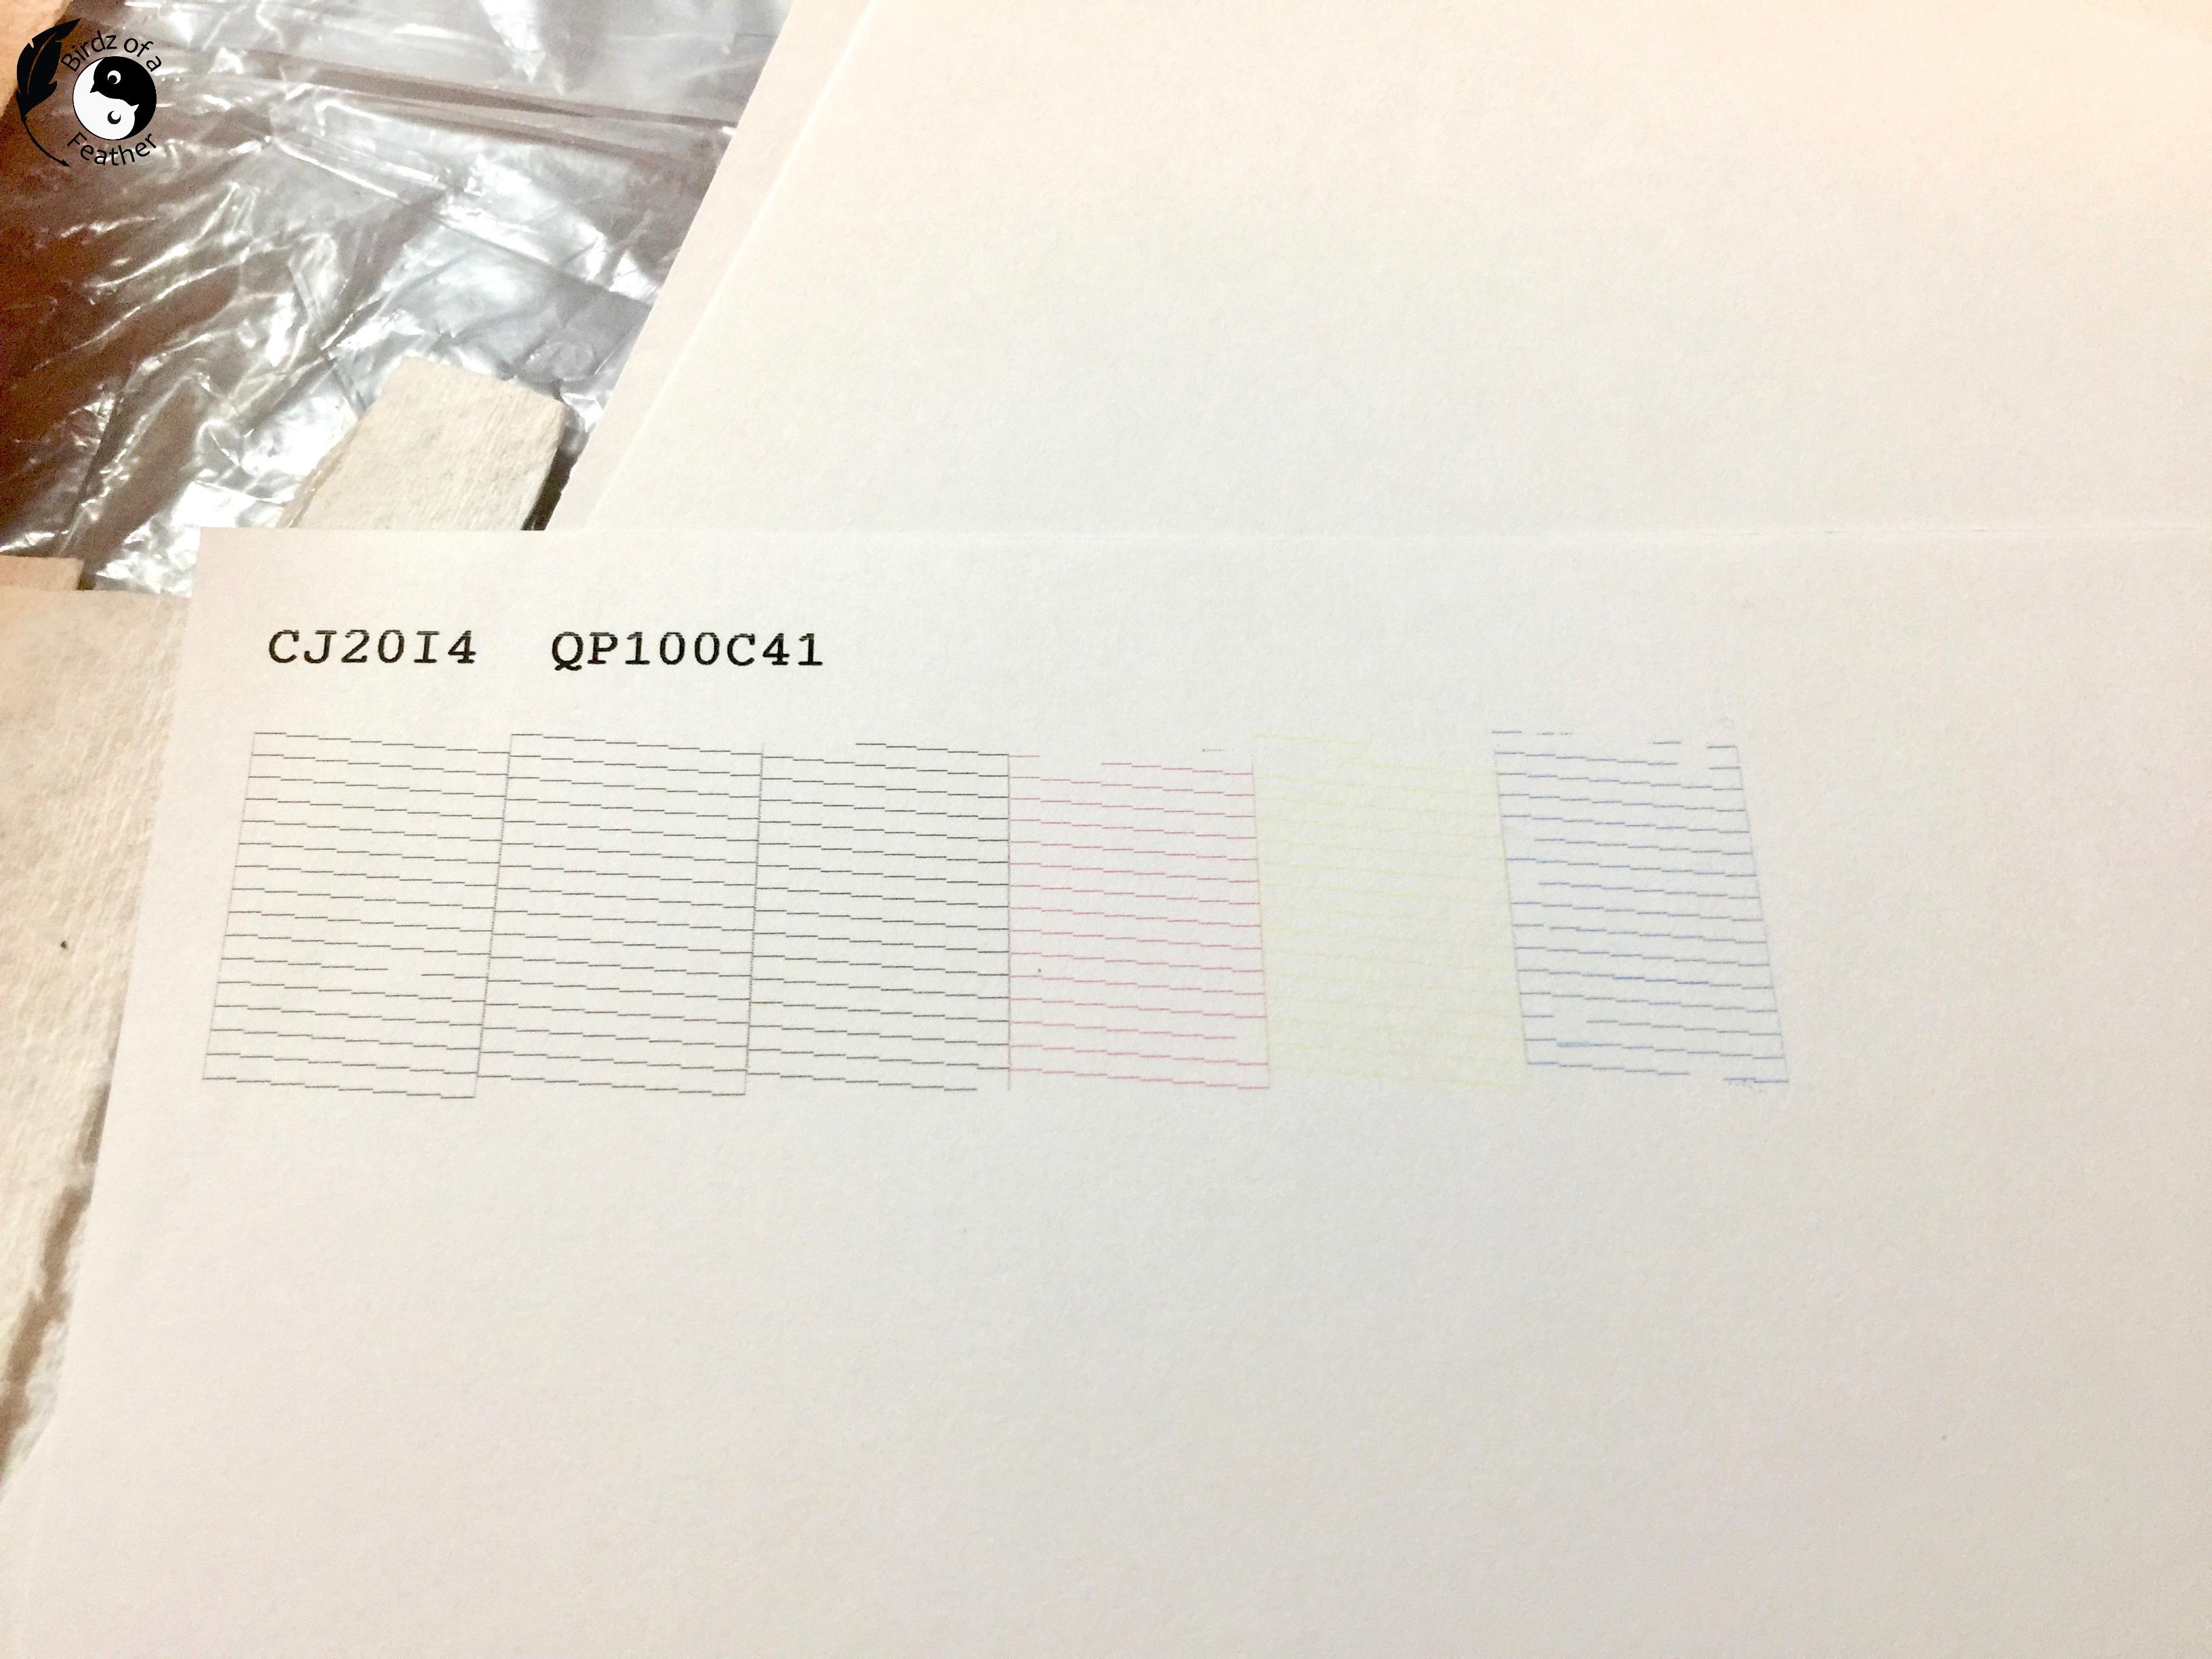 Birdz of a
Feather
CJ20I4 QP100C41